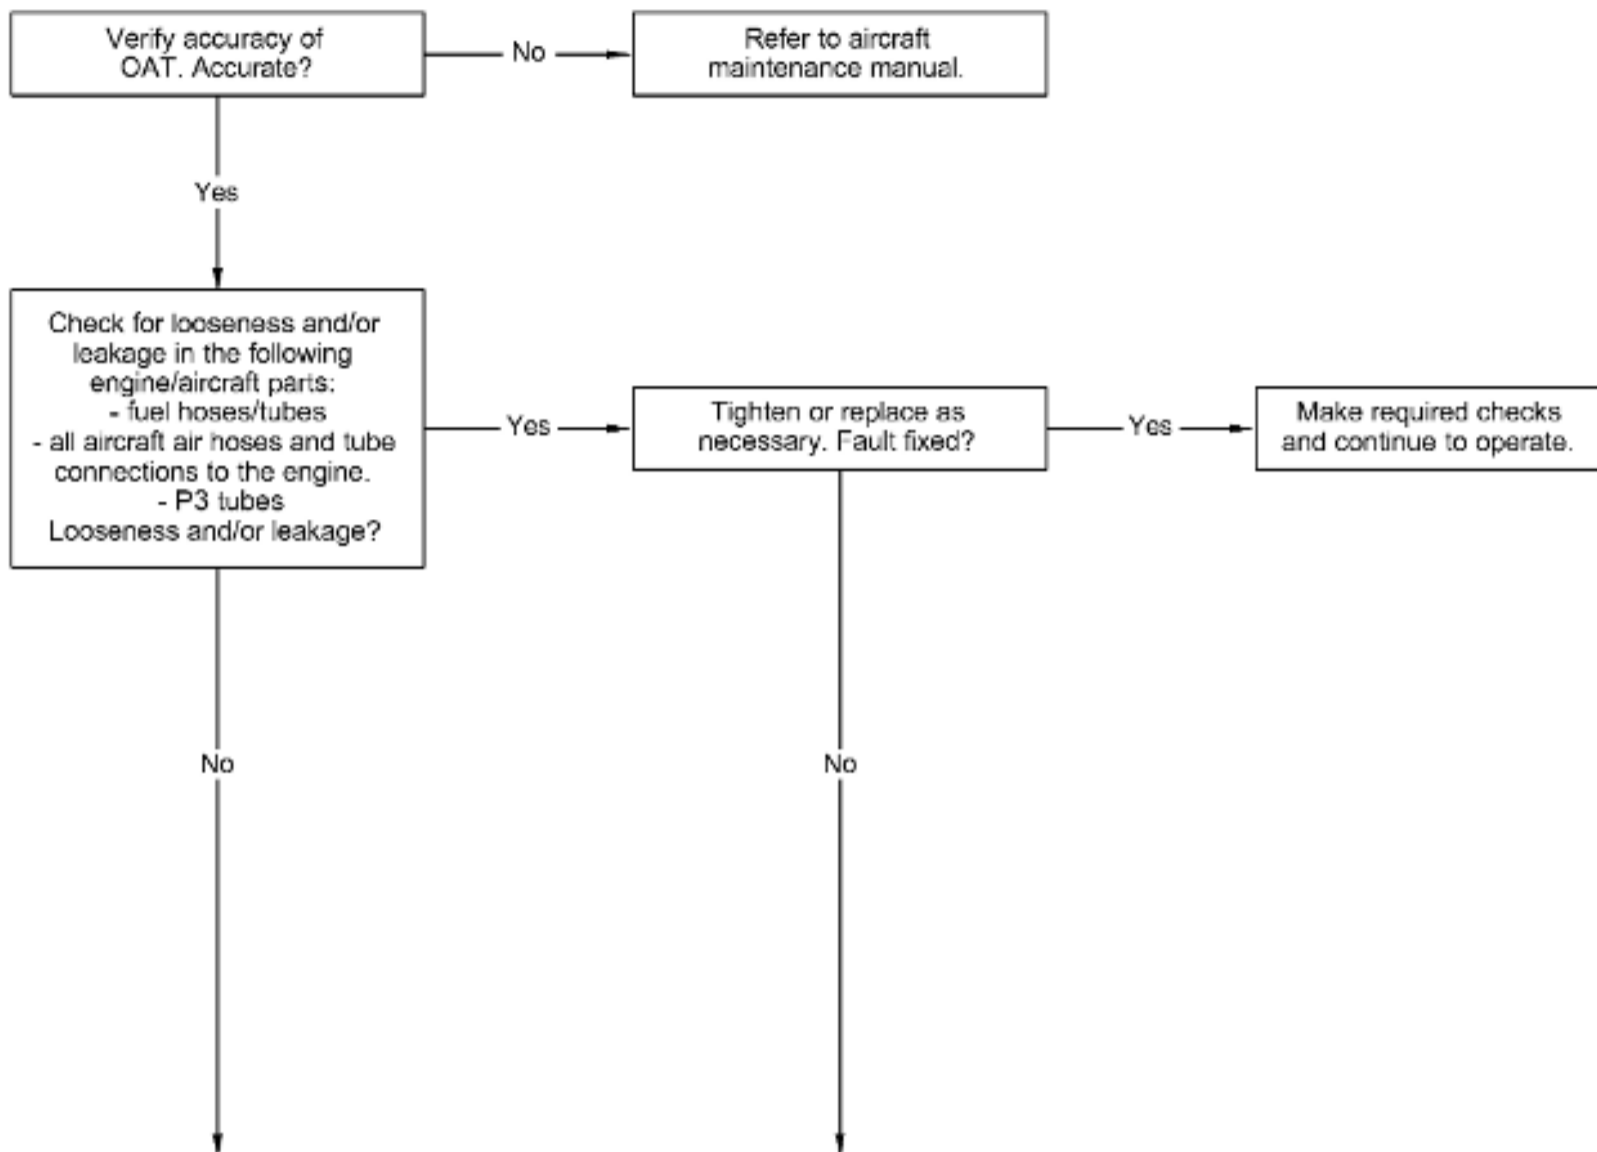 Verify accuracy of
OAT. Accurate?
No
Refer to aircraft
maintenance manual.
Yes
Check for looseness and/or
leakage in the following
engine/aircraft parts:
- fuel hoses/tubes
- all aircraft air hoses and tube
connections to the engine.
- P3 tubes
Looseness and/or leakage?
Yes
Tighten or replace as
necessary. Fault fixed?
Yes
Make required checks
and continue to operate.
No
No